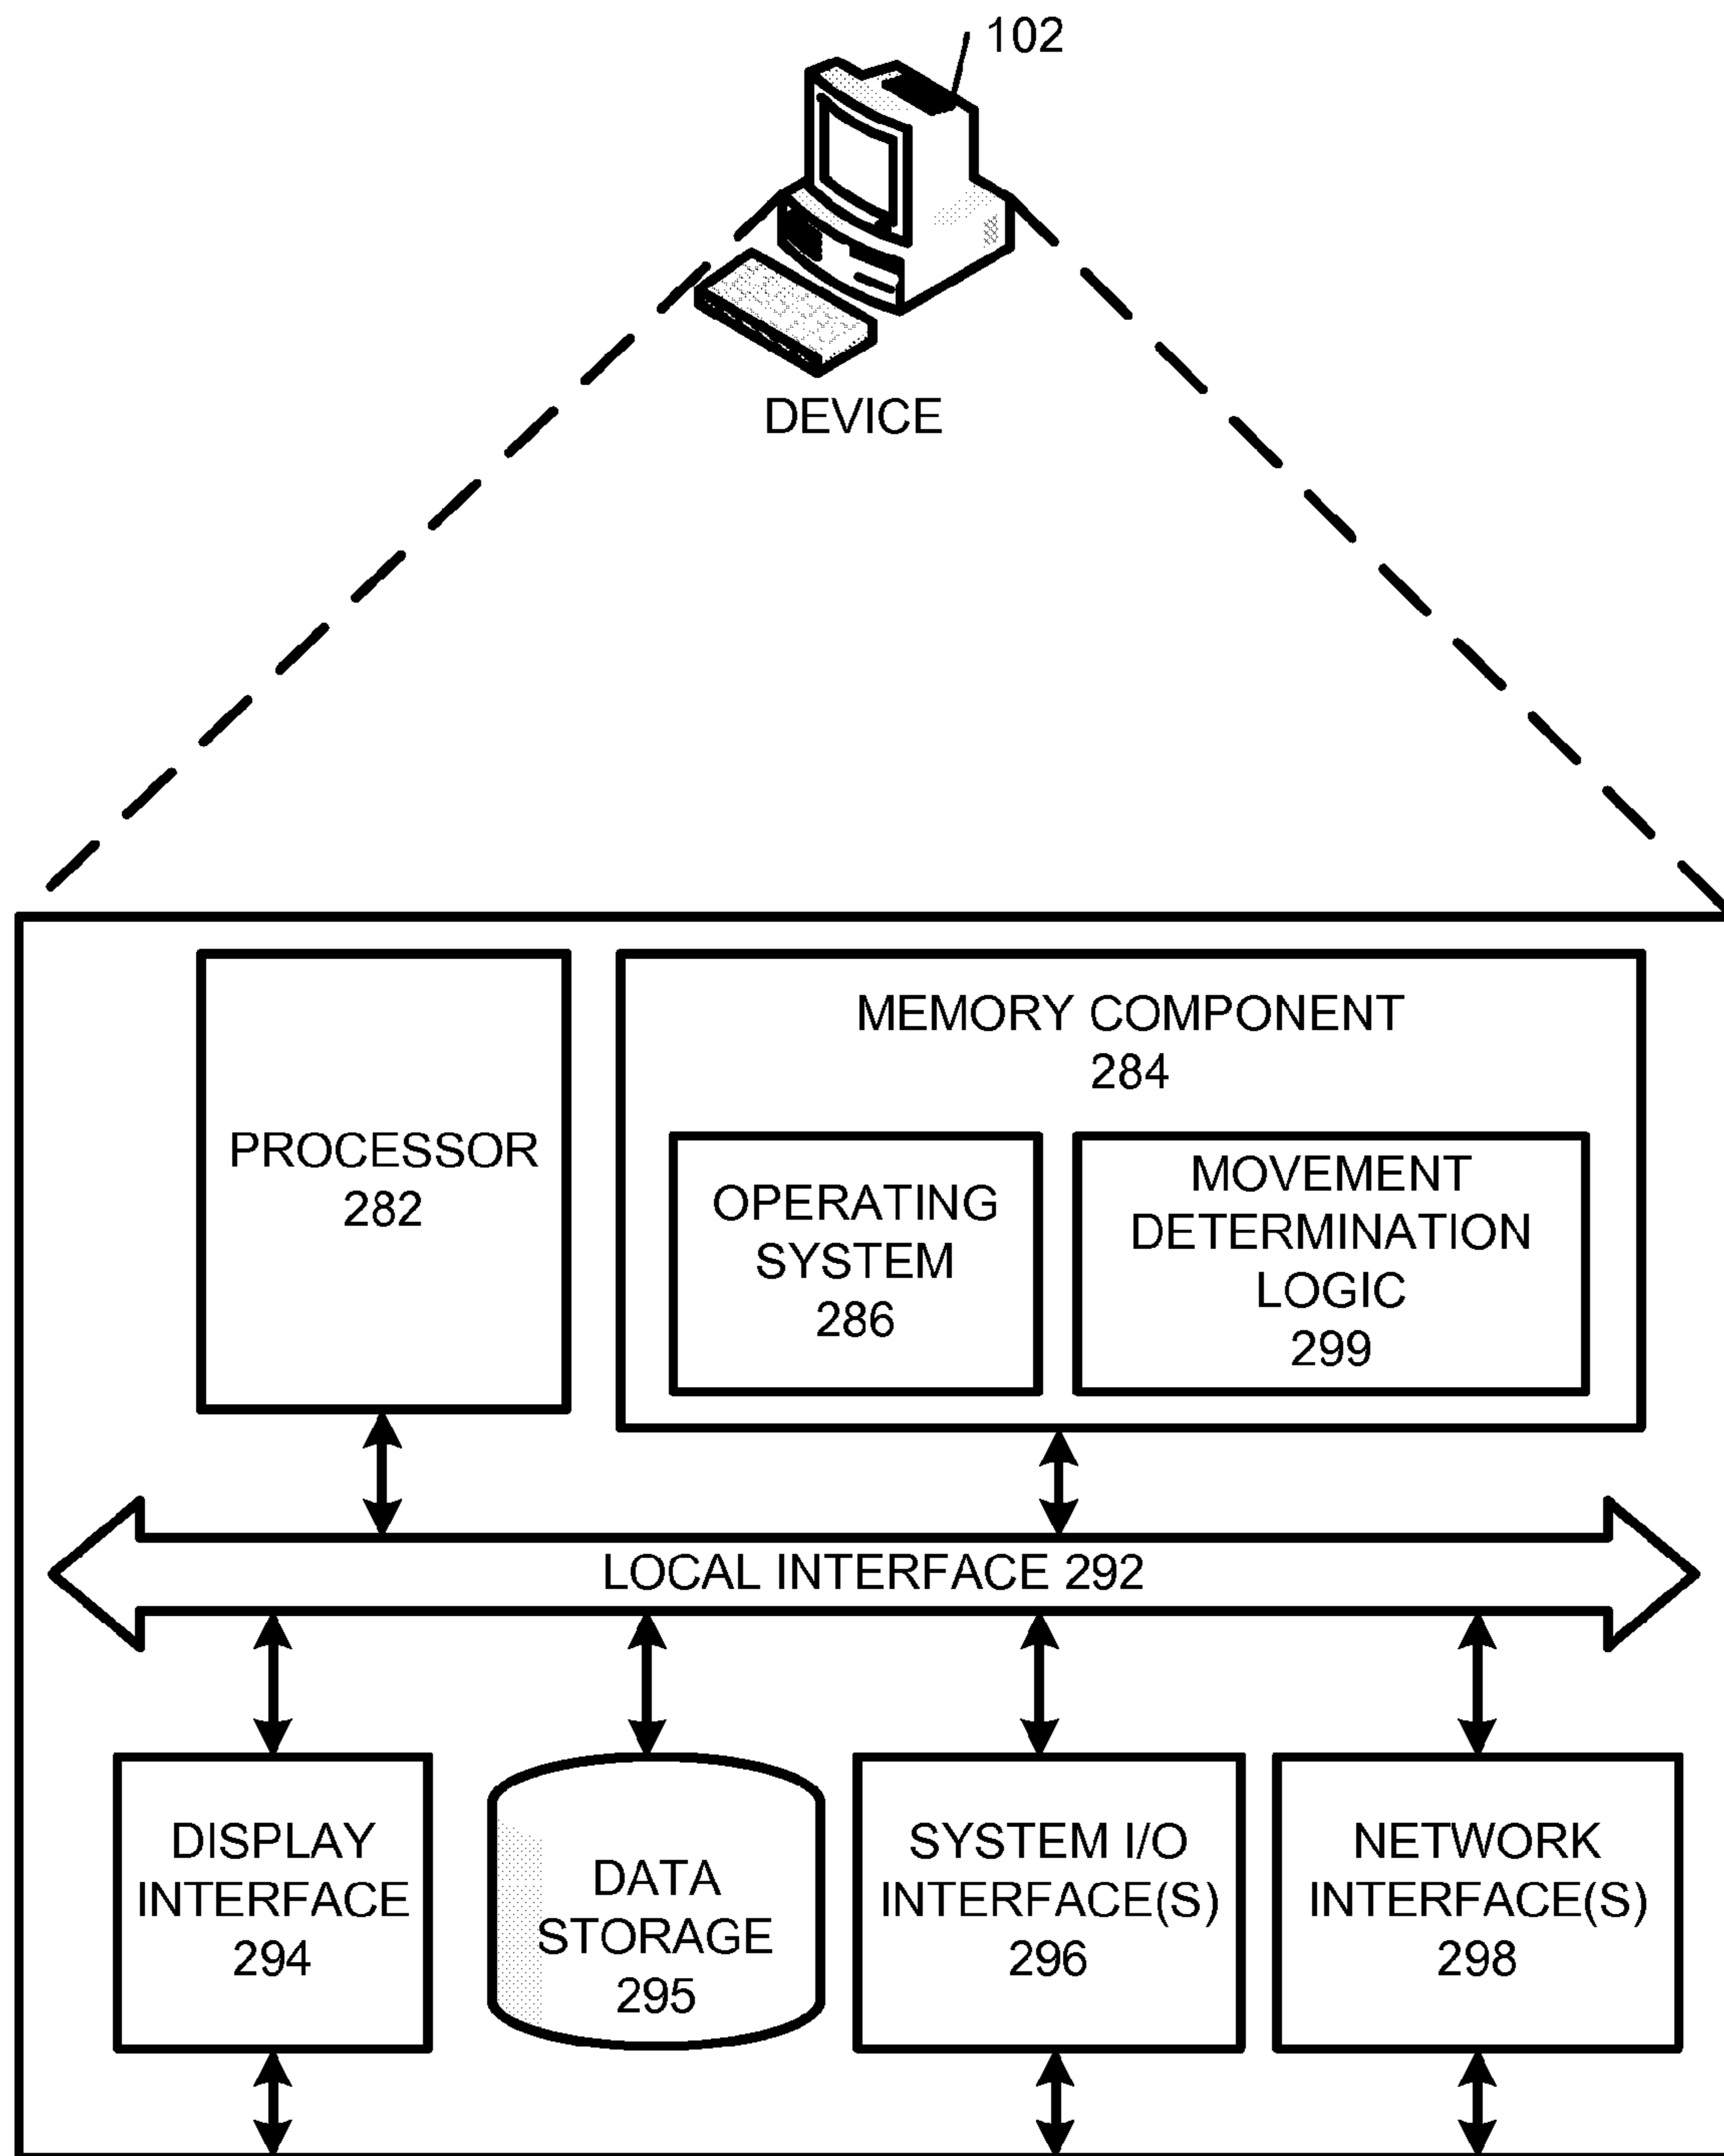 102
DEVICE
MEMORY COMPONENT
284
PROCESSOR
282
OPERATING
SYSTEM
286
MOVEMENT
DETERMINATION
LOGIC
299
LOCAL INTERFACE 292
DISPLAY
INTERFACE
294
DATA
STORAGE
295
SYSTEM I/O
INTERFACE(S)
296
NETWORK
INTERFACE(S)
298